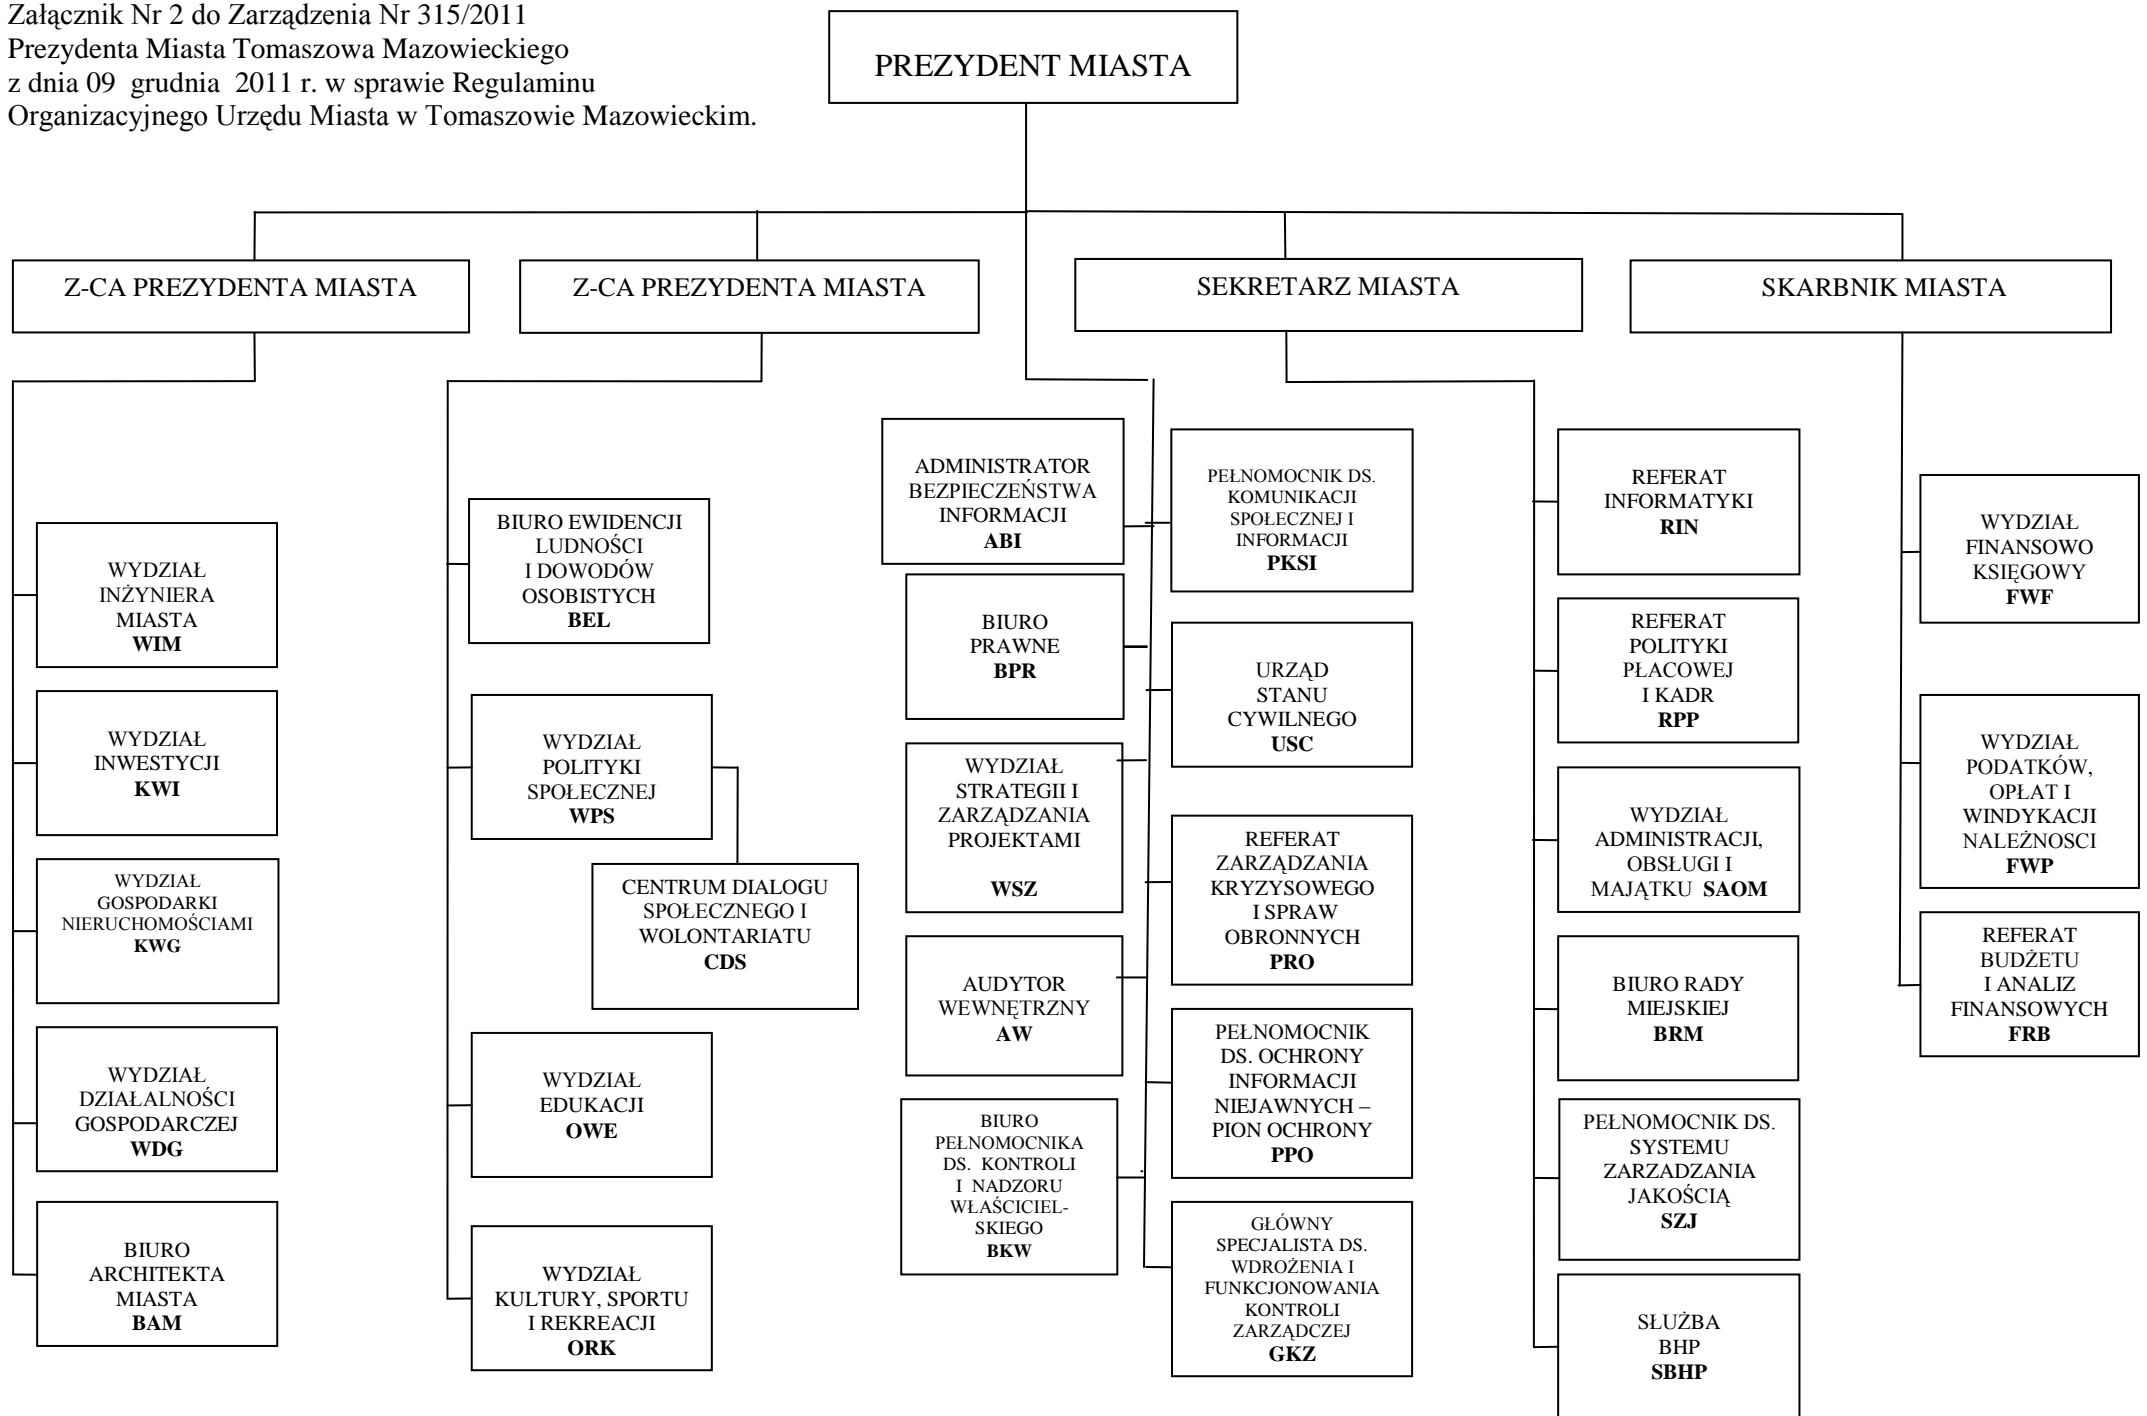 Załącznik Nr 2 do Zarządzenia Nr 315/2011
Prezydenta Miasta Tomaszowa Mazowieckiego
z dnia 09 grudnia 2011 r. w sprawie Regulaminu
Organizacyjnego Urzędu Miasta w Tomaszowie Mazowieckim.
PREZYDENT MIASTA
Z-CA PREZYDENTA MIASTA
Z-CA PREZYDENTA MIASTA
SEKRETARZ MIASTA
SKARBNIK MIASTA
WYDZIAŁ
INŻYNIERA
MIASTA
WIM
WYDZIAŁ
INWESTYCJI
KWI
WYDZIAŁ
GOSPODARKI
NIERUCHOMOŚCIAMI
KWG
WYDZIAŁ
DZIAŁALNOŚCI
GOSPODARCZEJ
WDG
BIURO
ARCHITEKTA
MIASTA
BAM
BIURO EWIDENCJI
LUDNOŚCI
I DOWODÓW
OSOBISTYCH
BEL
WYDZIAŁ
POLITYKI
SPOŁECZNEJ
WPS
CENTRUM DIALOGU
SPOŁECZNEGO I
WOLONTARIATU
CDS
WYDZIAŁ
EDUKACJI
OWE
WYDZIAŁ
KULTURY, SPORTU
I REKREACJI
ORK
ADMINISTRATOR
BEZPIECZEŃSTWA
INFORMACJI
ABI
BIURO
PRAWNE
BPR
WYDZIAŁ
STRATEGII I
ZARZĄDZANIA
PROJEKTAMI
WSZ
AUDYTOR
WEWNĘTRZNY
AW
BIURO
PEŁNOMOCNIKA
DS. KONTROLI
I NADZORU
WŁAŚCICIEL-
SKIEGO
BKW
PEŁNOMOCNIK DS.
KOMUNIKACJI
SPOŁECZNEJ I
INFORMACJI
PKSI
URZĄD
STANU
CYWILNEGO
USC
REFERAT
ZARZĄDZANIA
KRYZYSOWEGO
I SPRAW
OBRONNYCH
PRO
PEŁNOMOCNIK
DS. OCHRONY
INFORMACJI
NIEJAWNYCH –
PION OCHRONY
PPO
GŁÓWNY
SPECJALISTA DS.
WDROŻENIA I
FUNKCJONOWANIA
KONTROLI
ZARZĄDCZEJ
GKZ
REFERAT
INFORMATYKI
RIN
REFERAT
POLITYKI
PŁACOWEJ
I KADR
RPP
WYDZIAŁ
ADMINISTRACJI,
OBSŁUGI I
MAJĄTKU SAOM
BIURO RADY
MIEJSKIEJ
BRM
PEŁNOMOCNIK DS.
SYSTEMU
ZARZADZANIA
JAKOŚCIĄ
SZJ
SŁUŻBA
BHP
SBHP
WYDZIAŁ
FINANSOWO
KSIĘGOWY
FWF
WYDZIAŁ
PODATKÓW,
OPŁAT I
WINDYKACJI
NALEŻNOSCI
FWP
REFERAT
BUDŻETU
I ANALIZ
FINANSOWYCH
FRB